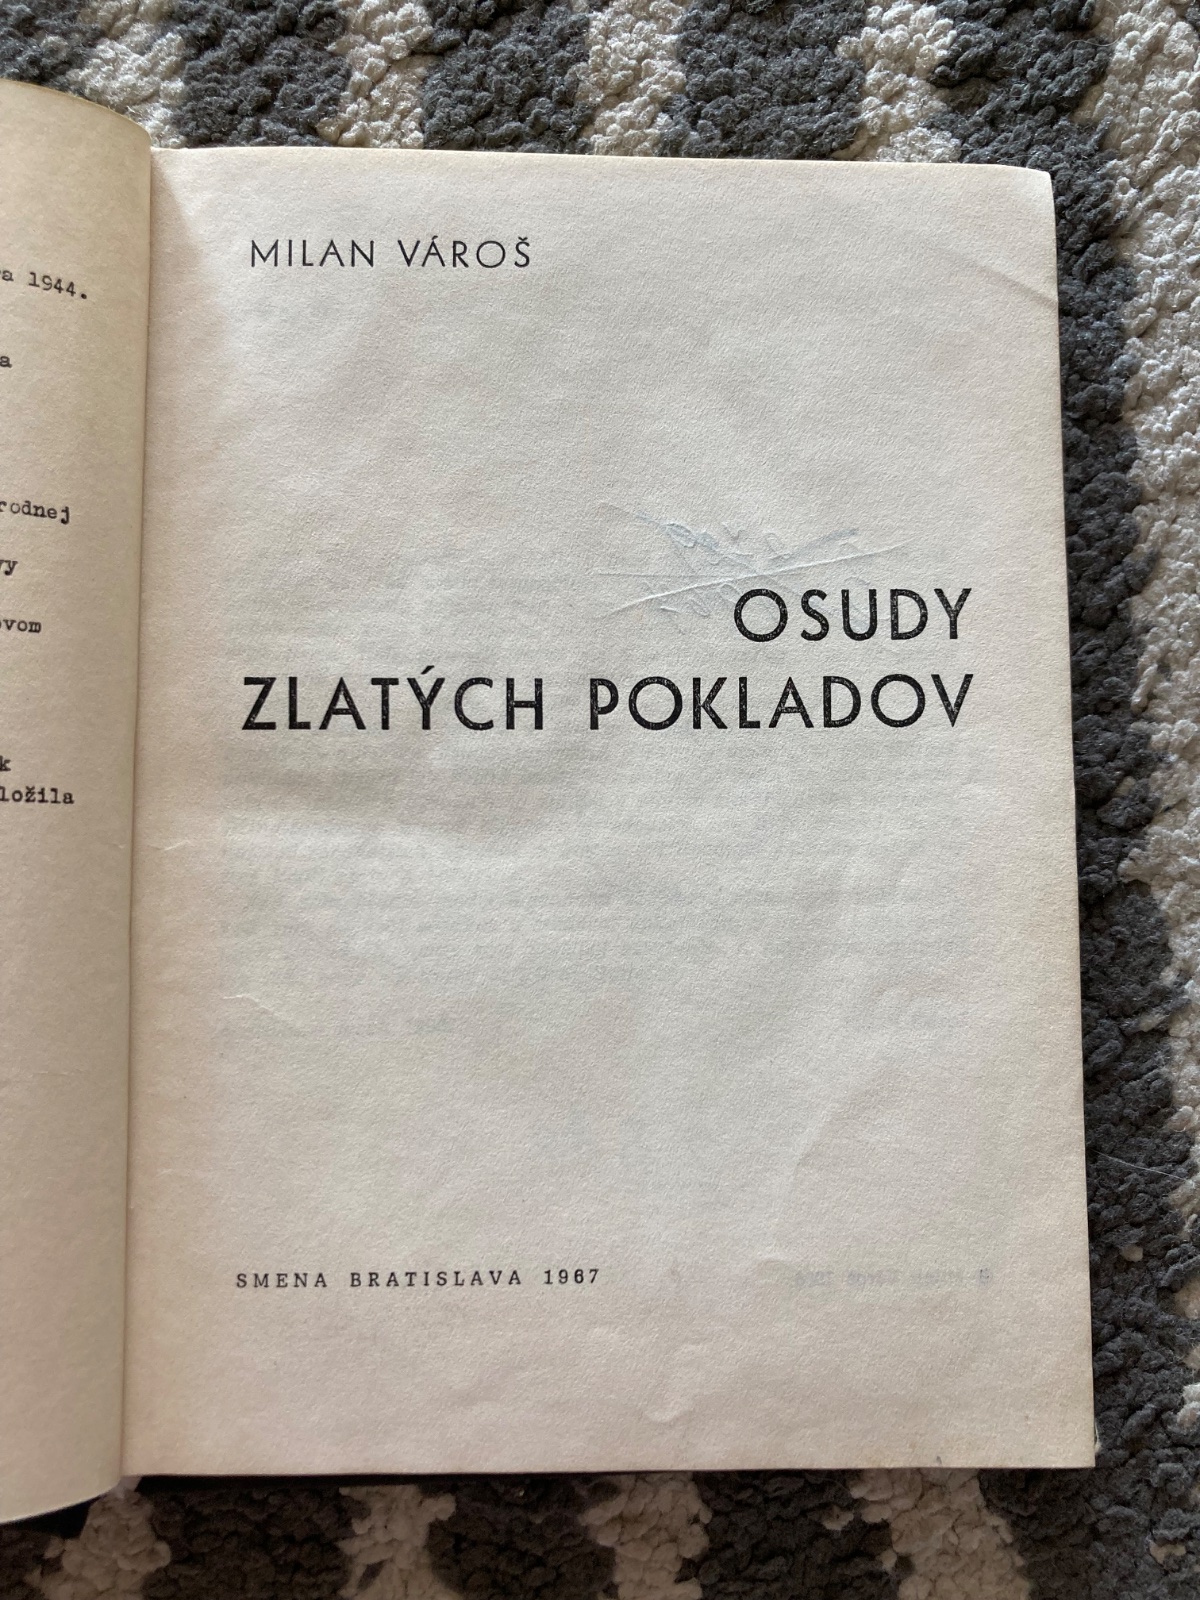 a 1944.
a
rodnej
vy
ovom
k
ložila
MILAN VÁROŠ
OSUDY
ZLATÝCH POKLADOV
SMENA BRATISLAVA 1967